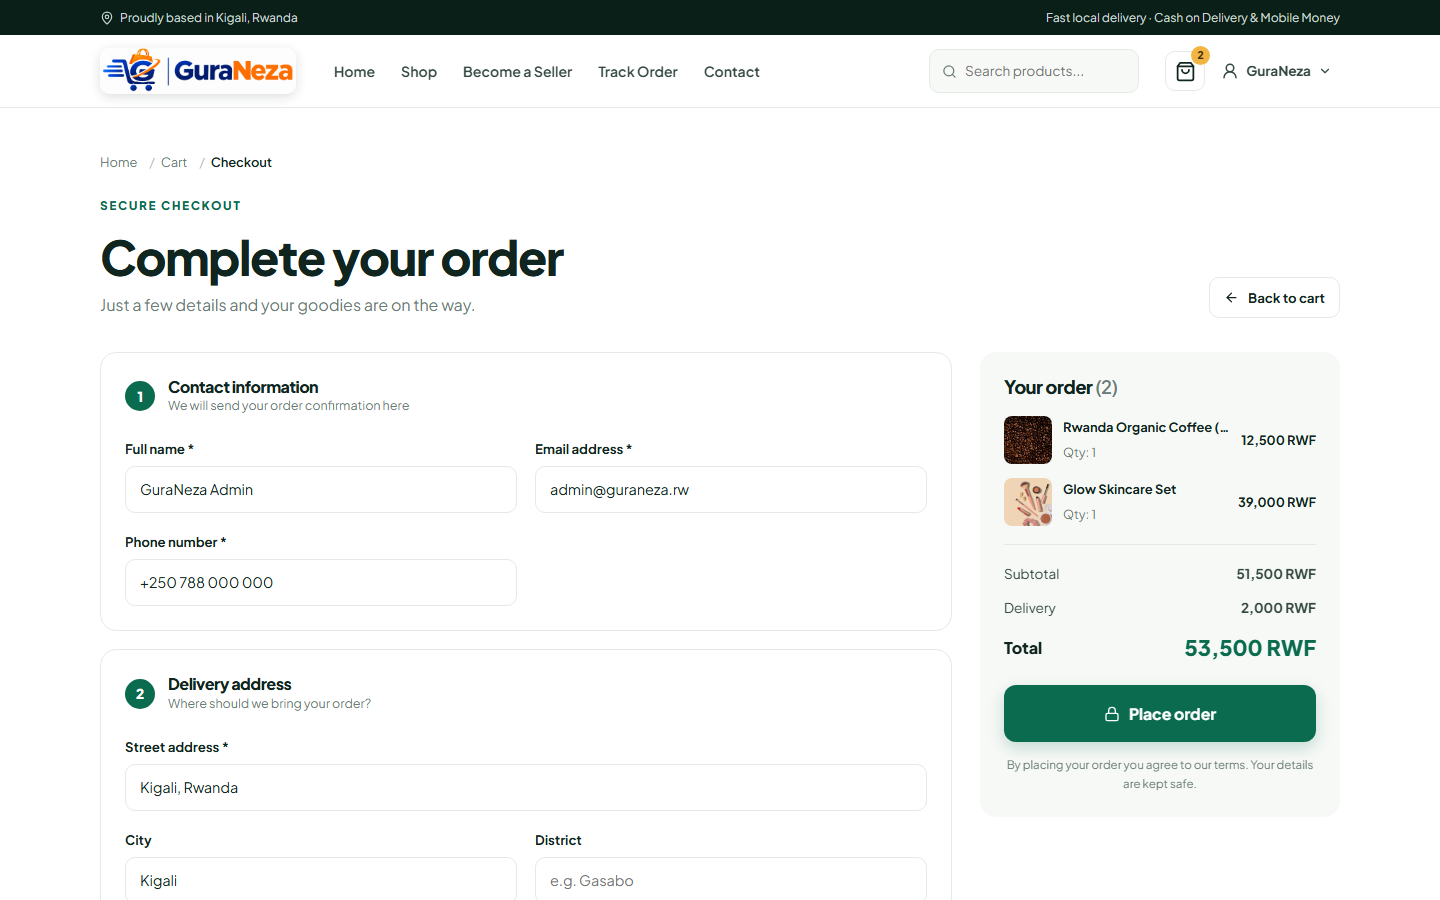 Proudly based in Kigali, Rwanda
Fast local delivery · Cash on Delivery & Mobile Money
GuraNeza
Home
Shop
Become a Seller
Track Order
Contact
Search products...
2
GuraNeza
Home / Cart / Checkout
SECURE CHECKOUT
Complete your order
Just a few details and your goodies are on the way.
Back to cart
1
Contact information
We will send your order confirmation here
Full name *
Email address *
GuraNeza Admin
admin@guraneza.rw
Phone number *
+250 788 000 000
2
Delivery address
Where should we bring your order?
Street address *
Kigali, Rwanda
City
District
Kigali
e.g. Gasabo
Your order (2)
Rwanda Organic Coffee (...
12,500 RWF
Qty: 1
Glow Skincare Set
39,000 RWF
Qty: 1
Subtotal
51,500 RWF
Delivery
2,000 RWF
Total
53,500 RWF
Place order
By placing your order you agree to our terms. Your details
are kept safe.